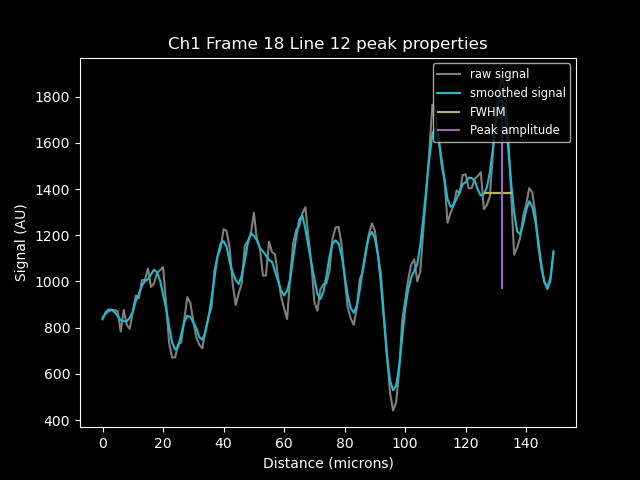 Ch1 Frame 18 Line 12 peak properties
raw signal
smoothed signal
FWHM
Peak amplitude
Signal (AU)
1800
1600
1400
1200
1000
800
600
400
0 20 40 60 80 100 120 140
Distance (microns)